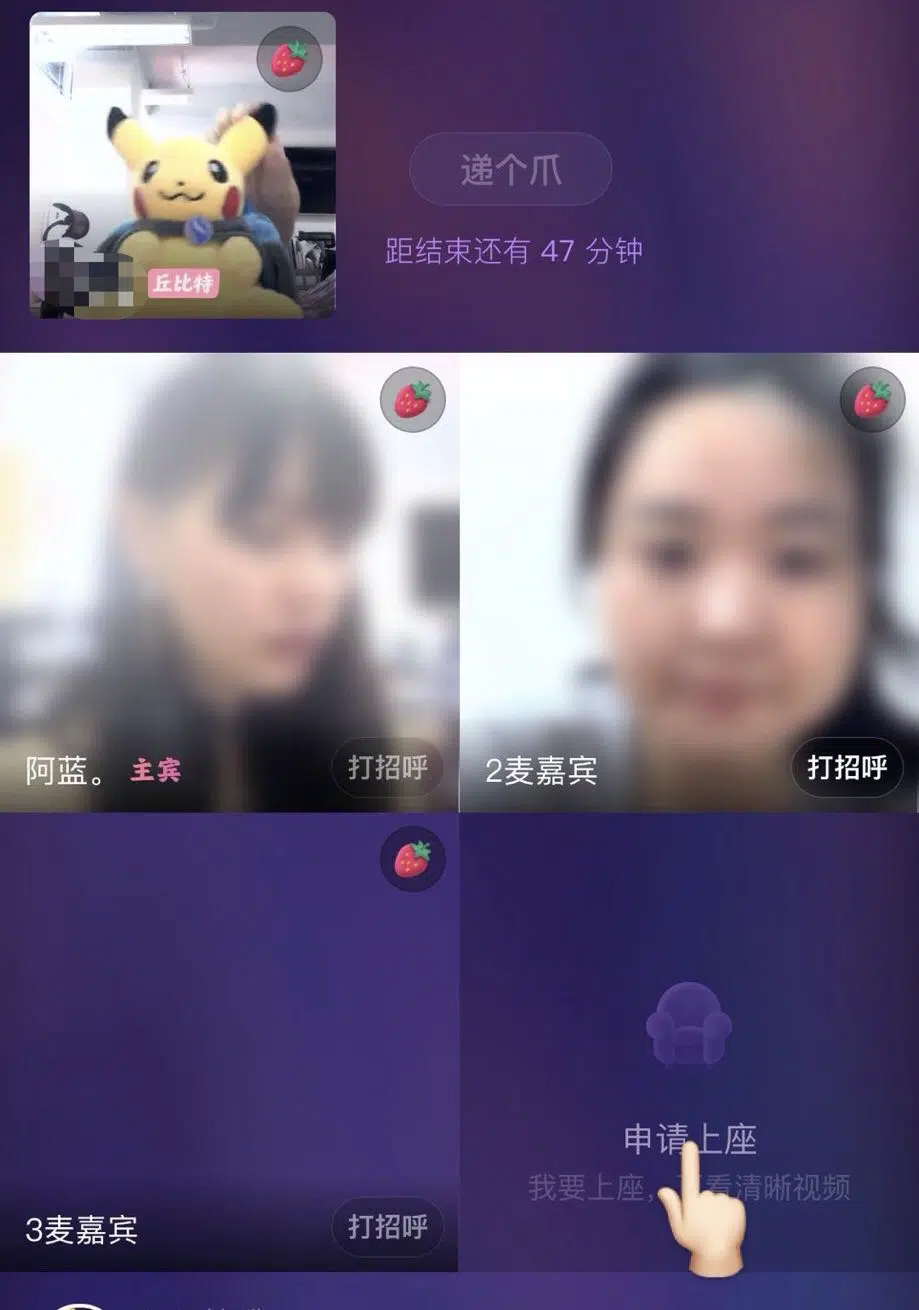 递个爪
距结束还有 47 分钟
丘比特
阿蓝。 主宾
打招呼
2麦嘉宾
打招呼
3麦嘉宾
打招呼
申请上座
我要上座，看清晰视频